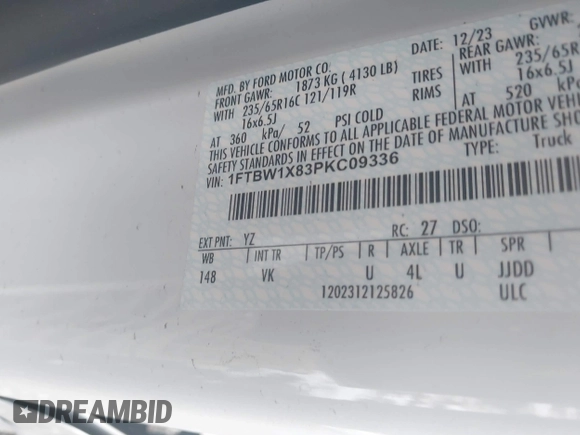 MFD. BY FORD MOTOR CO.
DATE: 12/23
GVWR:
FRONT GAWR: 1873 KG ( 4130 LB)
REAR GAWR:
WITH 235/65R16C 121/119R TIRES
WITH 235/65R
16x6.5J RIMS
16x6.5J
AT 360 kPa/ 52 PSI COLD
AT 520 kP
THIS VEHICLE CONFORMS TO ALL APPLICABLE FEDERAL MOTOR VEH
SAFETY STANDARDS IN EFFECT ON THE DATE OF
VIN: 1FTBW1X83PKC09336
TYPE: Truck
EXT PNT: YZ RC: 27 DSO:
WB INT TR TP/PS R AXLE TR SPR
148 VK U 4L U JJDD
1202312125826 ULC
DREAMBID